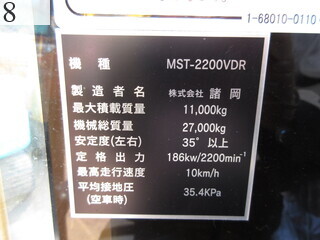 8
1-68010-0110
機種 MST-2200VDR
製造者名 株式会社 諸岡
最大積載質量 11,000kg
機械総質量 27,000kg
安定度(左右) 35° 以上
定格出力 186kw/2200min⁻¹
最高走行速度 10km/h
平均接地圧 35.4KPa
(空車時)